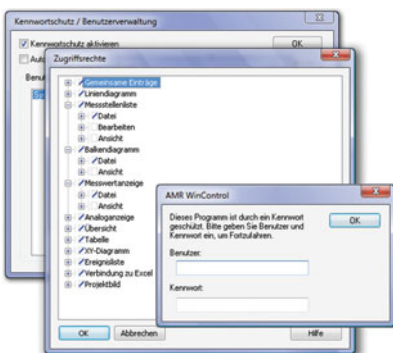 Kennwortschutz / Benutzerverwaltung
Kennwortschutz aktivieren
OK
Zugriffsrechte
Gemeinsame Einträge
Liniendiagramm
Messstellenliste
Datei
Bearbeiten
Ansicht
Balkendiagramm
Datei
Ansicht
Messwertanzeige
Datei
Ansicht
Analoganzeige
Übersicht
Tabelle
XY-Diagramm
Ereignisliste
Verbindung zu Excel
Projektbild
OK
Abbrechen
Hilfe
AMR WinControl
Dieses Programm ist durch ein Kennwort
geschützt. Bitte geben Sie Benutzer und
Kennwort ein, um Fortzufahren.
OK
Benutzer:
Kennwort: